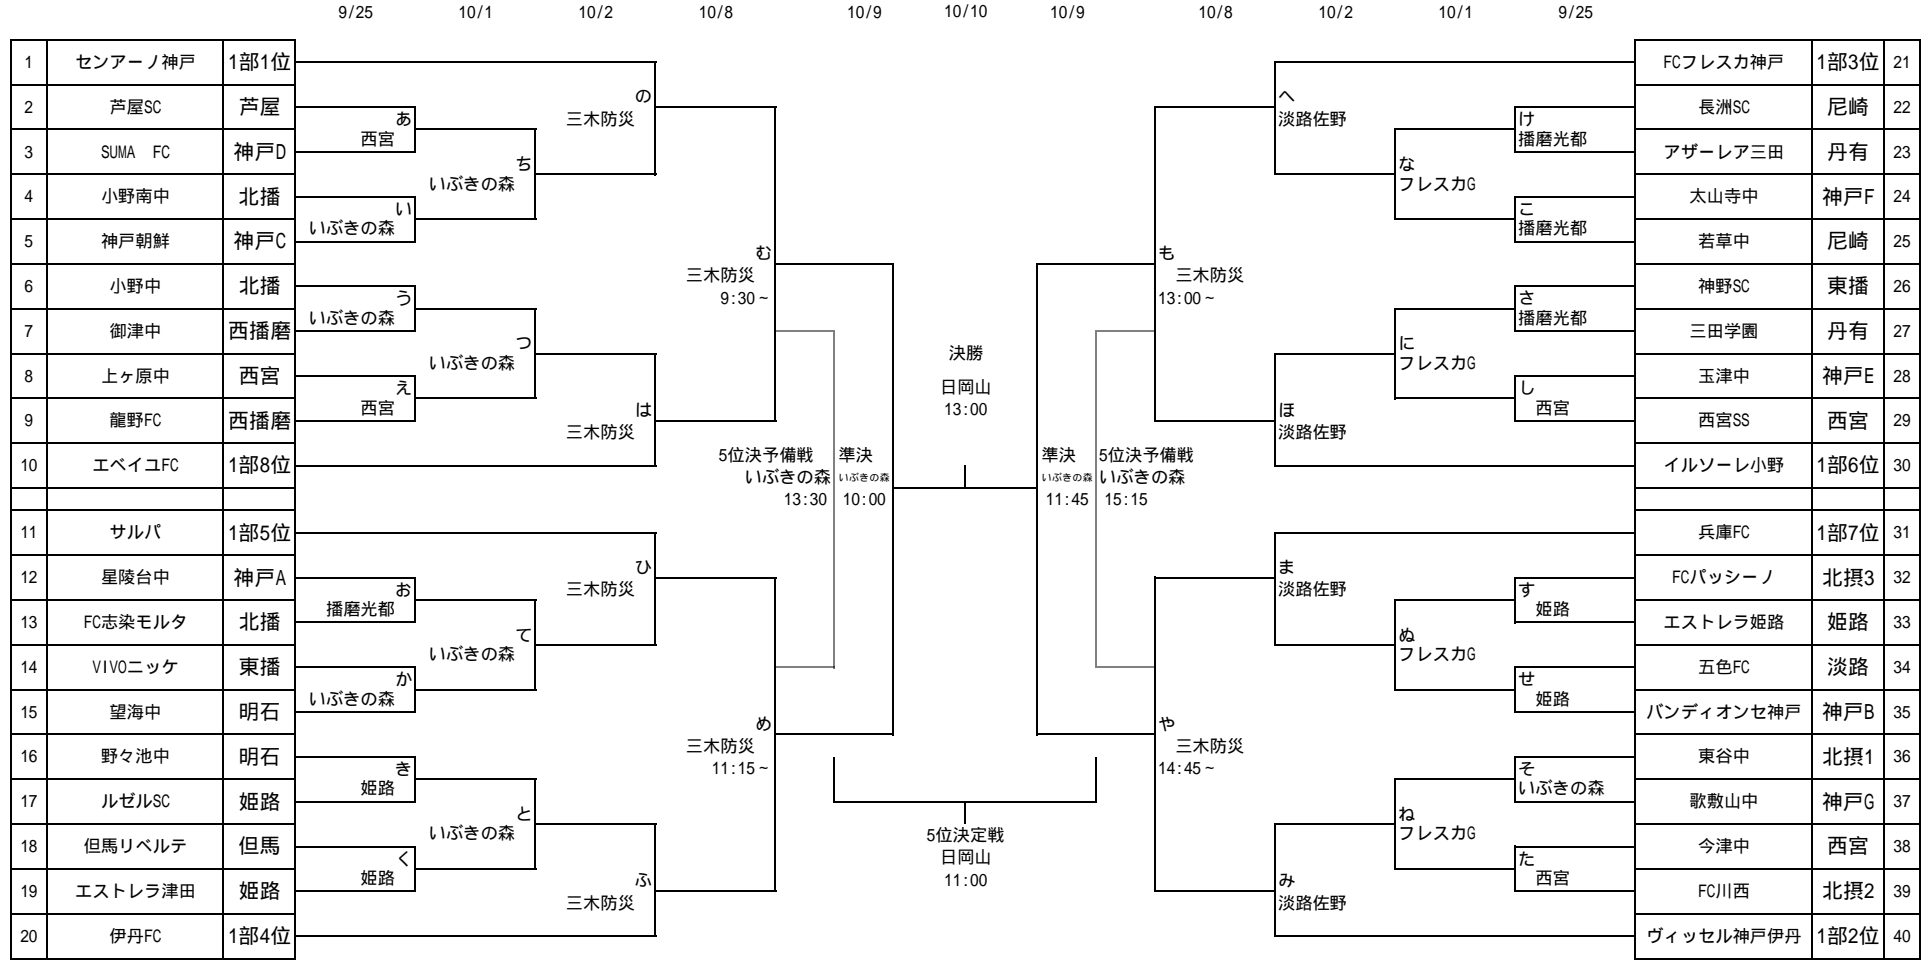 9/25 10/1 10/2 10/8 10/9 10/10 10/9 10/8 10/2 10/1 9/25
1 センアーノ神戸 1部1位
2 芦屋SC 芦屋
3 SUMA FC 神戸D
4 小野南中 北播
5 神戸朝鮮 神戸C
6 小野中 北播
7 御津中 西播磨
8 上ヶ原中 西宮
9 龍野FC 西播磨
10 エベイユFC 1部8位
11 サルパ 1部5位
12 星陵台中 神戸A
13 FC志染モルタ 北播
14 VIVOニッケ 東播
15 望海中 明石
16 野々池中 明石
17 ルゼルSC 姫路
18 但馬リベルテ 但馬
19 エストレラ津田 姫路
20 伊丹FC 1部4位
あ
西宮
い
いぶきの森
う
いぶきの森
え
西宮
お
播磨光都
か
いぶきの森
き
姫路
く
姫路
ち
いぶきの森
つ
いぶきの森
て
いぶきの森
と
いぶきの森
の
三木防災
は
三木防災
ひ
三木防災
ふ
三木防災
む
三木防災
9:30～
め
三木防災
11:15～
5位決予備戦
いぶきの森
13:30
準決
いぶきの森
10:00
決勝
日岡山
13:00
5位決定戦
日岡山
11:00
準決
いぶきの森
11:45
5位決予備戦
いぶきの森
15:15
も
三木防災
13:00～
や
三木防災
14:45～
へ
淡路佐野
ほ
淡路佐野
ま
淡路佐野
み
淡路佐野
な
フレスカG
に
フレスカG
ぬ
フレスカG
ね
フレスカG
け
播磨光都
こ
播磨光都
さ
播磨光都
し
西宮
す
姫路
せ
姫路
そ
いぶきの森
た
西宮
FCフレスカ神戸 1部3位 21
長洲SC 尼崎 22
アザーレア三田 丹有 23
太山寺中 神戸F 24
若草中 尼崎 25
神野SC 東播 26
三田学園 丹有 27
玉津中 神戸E 28
西宮SS 西宮 29
イルソーレ小野 1部6位 30
兵庫FC 1部7位 31
FCパッシーノ 北摂3 32
エストレラ姫路 姫路 33
五色FC 淡路 34
バンディオンセ神戸 神戸B 35
東谷中 北摂1 36
歌敷山中 神戸G 37
今津中 西宮 38
FC川西 北摂2 39
ヴィッセル神戸伊丹 1部2位 40